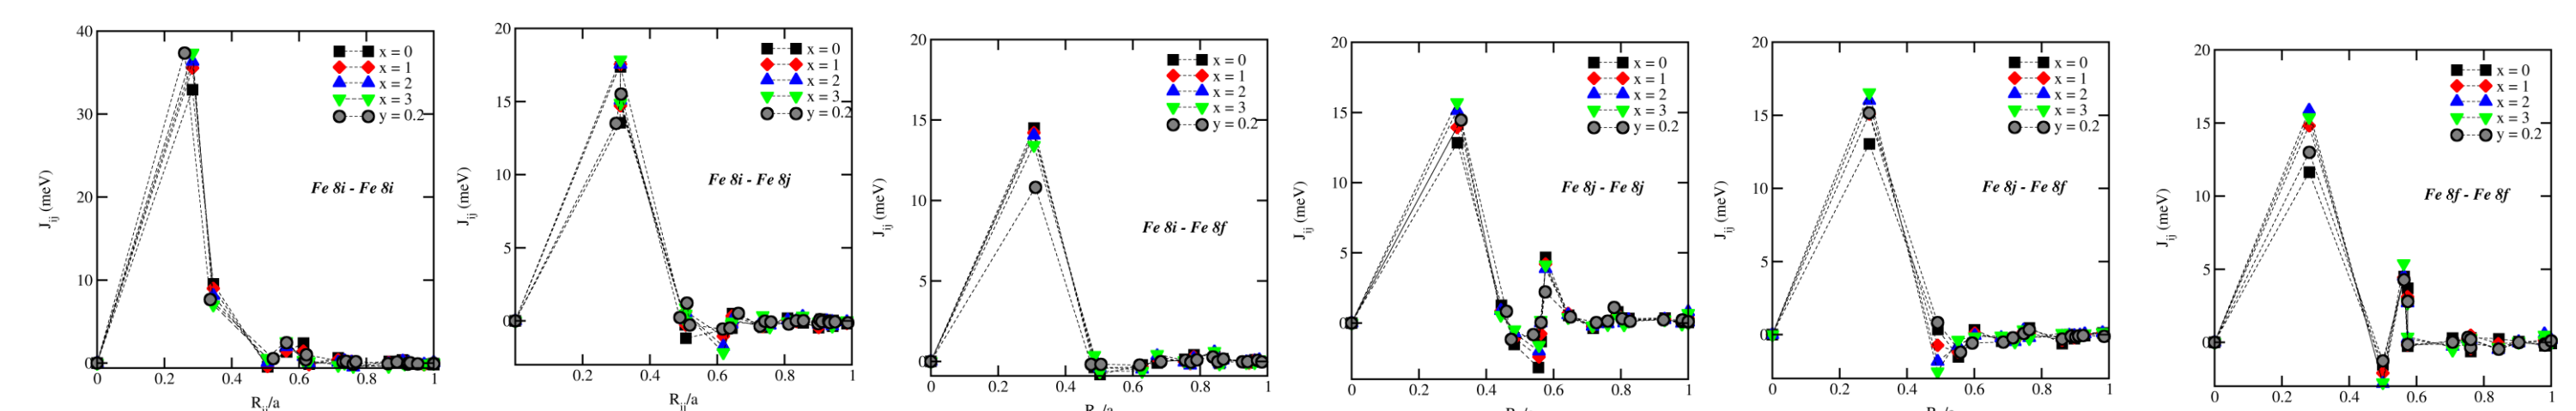 40
30
20
10
0
J_ij (meV)
x = 0
x = 1
x = 2
x = 3
y = 0.2
Fe 8i - Fe 8i
0 0.2 0.4 0.6 0.8 1
R_ij/a
20
15
10
5
0
J_ij (meV)
x = 0
x = 1
x = 2
x = 3
y = 0.2
Fe 8i - Fe 8j
0.2 0.4 0.6 0.8 1
R_ij/a
20
15
10
5
0
J_ij (meV)
x = 0
x = 1
x = 2
x = 3
y = 0.2
Fe 8i - Fe 8f
0 0.2 0.4 0.6 0.8 1
20
15
10
5
0
J_ij (meV)
x = 0
x = 1
x = 2
x = 3
y = 0.2
Fe 8j - Fe 8j
0 0.2 0.4 0.6 0.8 1
20
15
10
5
0
J_ij (meV)
x = 0
x = 1
x = 2
x = 3
y = 0.2
Fe 8j - Fe 8f
0 0.2 0.4 0.6 0.8 1
20
15
10
5
0
J_ij (meV)
x = 0
x = 1
x = 2
x = 3
y = 0.2
Fe 8f - Fe 8f
0 0.2 0.4 0.6 0.8 1